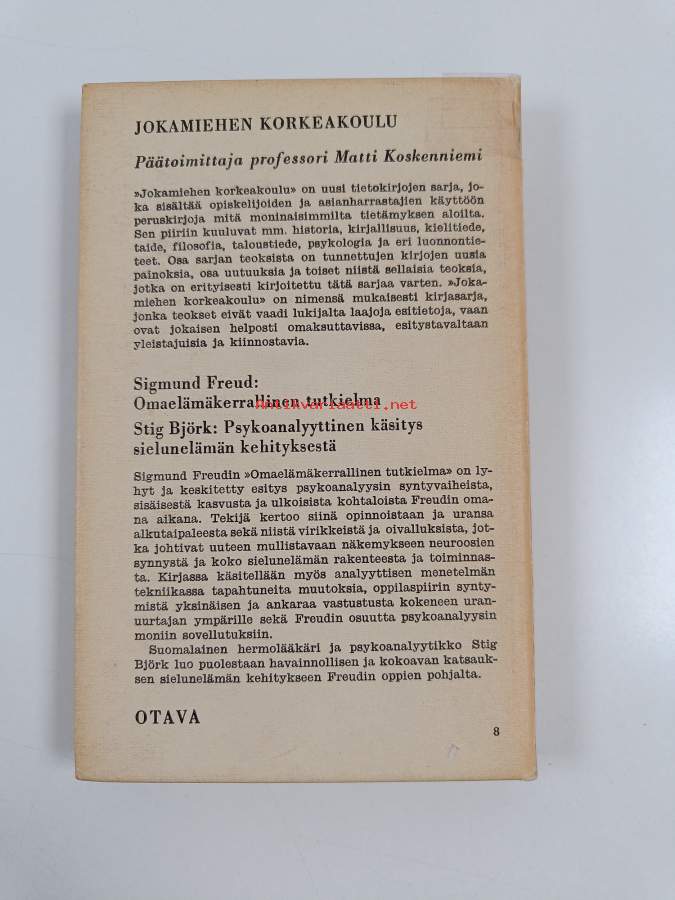 JOKAMIEHEN KORKEAKOULU
Päätoimittaja professori Matti Koskenniemi
»Jokamiehen korkeakoulu» on uusi tietokirjojen sarja, jo-
ka sisältää opiskelijoiden ja asianharrastajien käyttöön
peruskirjoja mitä moninaisimmilta tietämyksen aloilta.
Sen piiriin kuuluvat mm. historia, kirjallisuus, kielitiede,
taide, filosofia, taloustiede, psykologia ja eri luonnontie-
teet. Osa sarjan teoksista on tunnettujen kirjojen uusia
painoksia, osa uutuuksia ja toiset niistä sellaisia teoksia,
jotka on erityisesti kirjoitettu tätä sarjaa varten. »Joka-
miehen korkeakoulu» on nimensä mukaisesti kirjasarja,
jonka teokset eivät vaadi lukijalta laajoja esitietoja, vaan
ovat jokaisen helposti omaksuttavissa, esitystavaltaan
yleistajuisia ja kiinnostavia.
Sigmund Freud:
Omaelämäkerrallinen tutkielma
Antikvariaatti.net
Stig Björk: Psykoanalyyttinen käsitys
sielunelämän kehityksestä
Sigmund Freudin »Omaelämäkerrallinen tutkielma» on ly-
hyt ja keskitetty esitys psykoanalyysin syntyvaiheista,
sisäisestä kasvusta ja ulkoisista kohtaloista Freudin oma-
na aikana. Tekijä kertoo siinä opinnoistaan ja uransa
alkutaipaleesta sekä niistä virikkeistä ja oivalluksista, jot-
ka johtivat uuteen mullistavaan näkemykseen neuroosien
synnystä ja koko sielunelämän rakenteesta ja toiminnas-
ta. Kirjassa käsitellään myös analyyttisen menetelmän
tekniikassa tapahtuneita muutoksia, oppilaspiirin synty-
mistä yksinäisen ja ankaraa vastustusta kokeneen uran-
uurtajan ympärille sekä Freudin osuutta psykoanalyysin
moniin sovellutuksiin.
Suomalainen hermolääkäri ja psykoanalyytikko Stig
Björk luo puolestaan havainnollisen ja kokoavan katsauk-
sen sielunelämän kehitykseen Freudin oppien pohjalta.
OTAVA
8